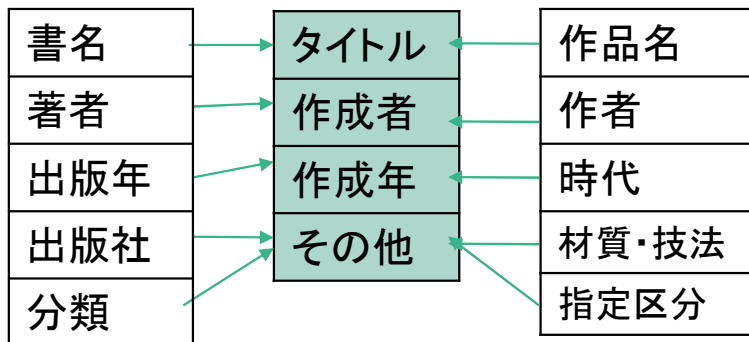 書名
著者
出版年
出版社
分類
タイトル
作成者
作成年
その他
作品名
作者
時代
材質・技法
指定区分